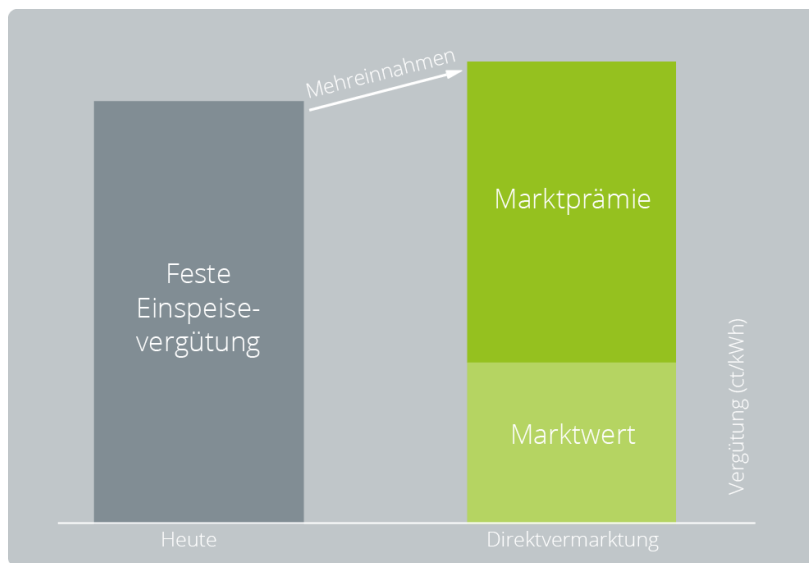 Mehreinnahmen
Feste
Einspeise-
vergütung
Marktprämie
Marktwert
Vergütung (ct/kWh)
Heute
Direktvermarktung